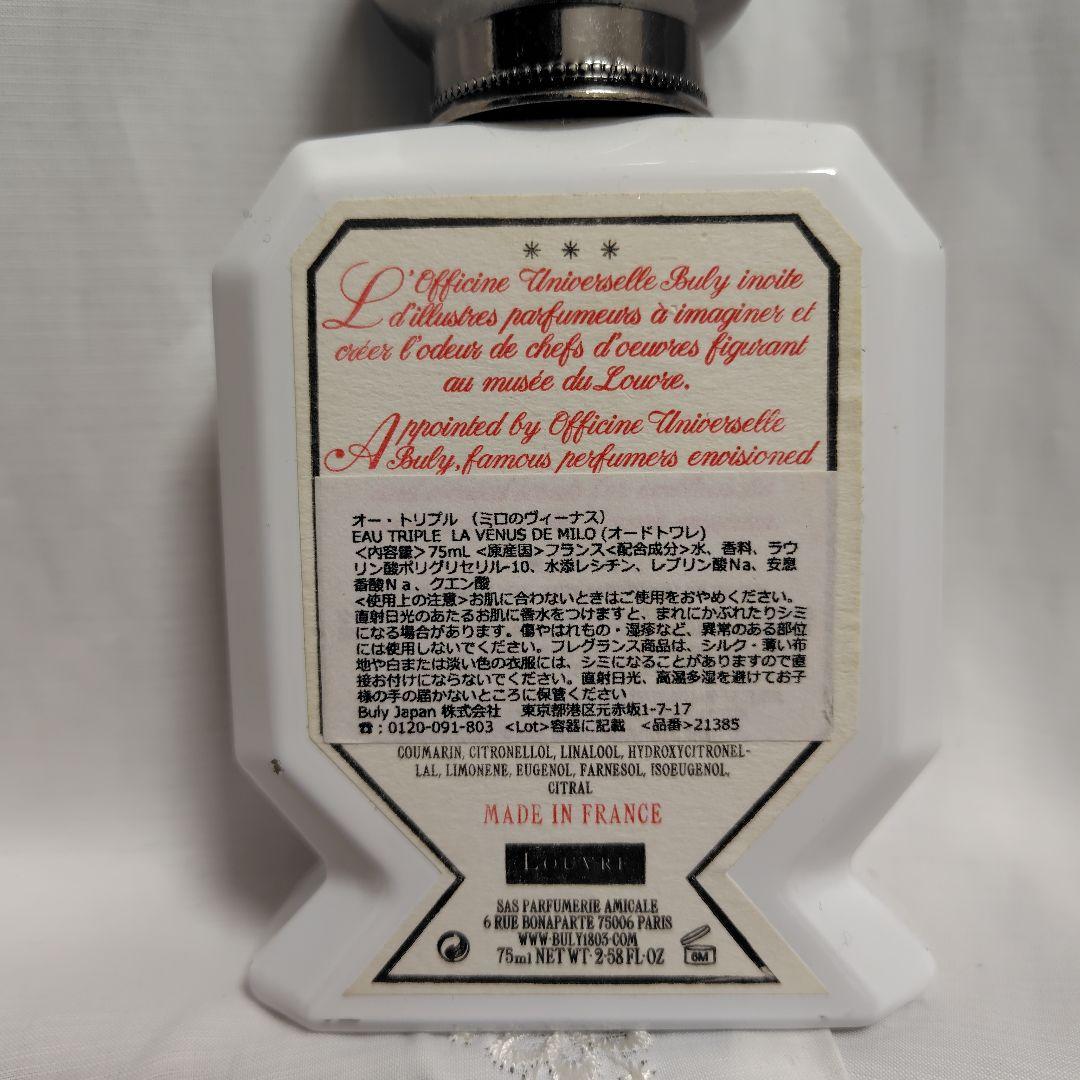 L'Officine Universelle Buly invite
d'illustres parfumeurs à imaginer et
créer l'odeur de chefs d'oeuvres figurant
au musée du Louvre.
Appointed by Officine Universelle
Buly, famous perfumers envisioned
オー・トリプル （ミロのヴィーナス）
EAU TRIPLE LA VÉNUS DE MILO (オードトワレ)
<内容量>75mL <原産国>フランス<配合成分>水、香料、ラウ
リン酸ポリグリセリル-10、水添レシチン、レブリン酸Na、安息
香酸Na、クエン酸
<使用上の注意>お肌に合わないときはご使用をおやめください。
直射日光のあたるお肌に香水をつけますと、まれにかぶれたりシミ
になる場合があります。傷やはれもの・湿疹など、異常のある部位
には使用しないでください。フレグランス商品は、シルク・薄い布
地や白または淡い色の衣服には、シミになることがありますので直
接お付けにならないでください。直射日光、高温多湿を避けてお子
様の手の届かないところに保管ください
Buly Japan 株式会社 東京都港区元赤坂1-7-17
☎：0120-091-803 <Lot>容器に記載 <品番>21385
COUMARIN, CITRONELLOL, LINALOOL, HYDROXYCITRONEL-
LAL, LIMONENE, EUGENOL, FARNESOL, ISOEUGENOL,
CITRAL
MADE IN FRANCE
LOUVRE
SAS PARFUMERIE AMICALE
6 RUE BONAPARTE 75006 PARIS
WWW·BULY1803·COM
75ml NET WT· 2·58 FL·OZ
6M